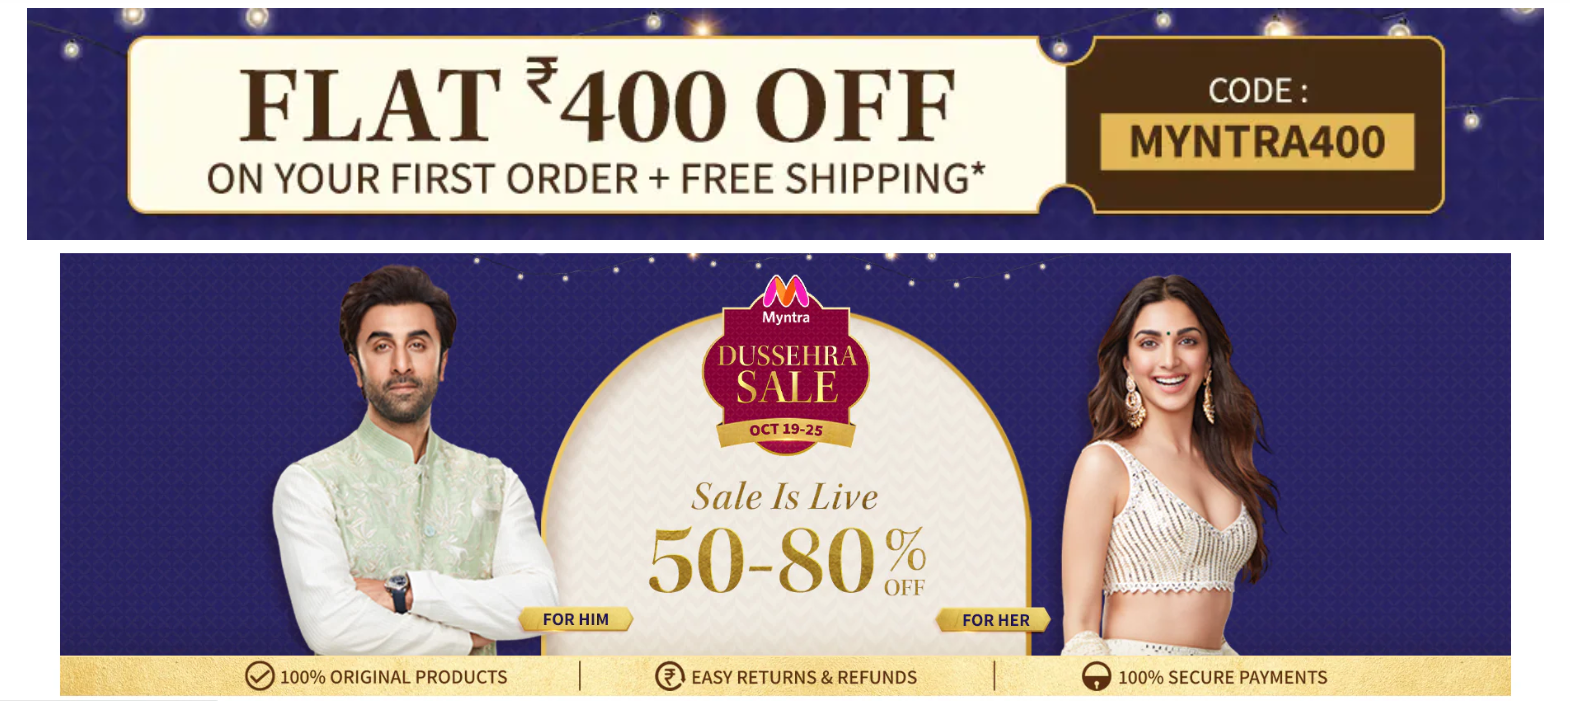 FLAT ₹400 OFF
ON YOUR FIRST ORDER + FREE SHIPPING*
CODE :
MYNTRA400
Myntra
DUSSEHRA
SALE
OCT 19-25
Sale Is Live
50-80%
OFF
FOR HIM
FOR HER
100% ORIGINAL PRODUCTS
EASY RETURNS & REFUNDS
100% SECURE PAYMENTS